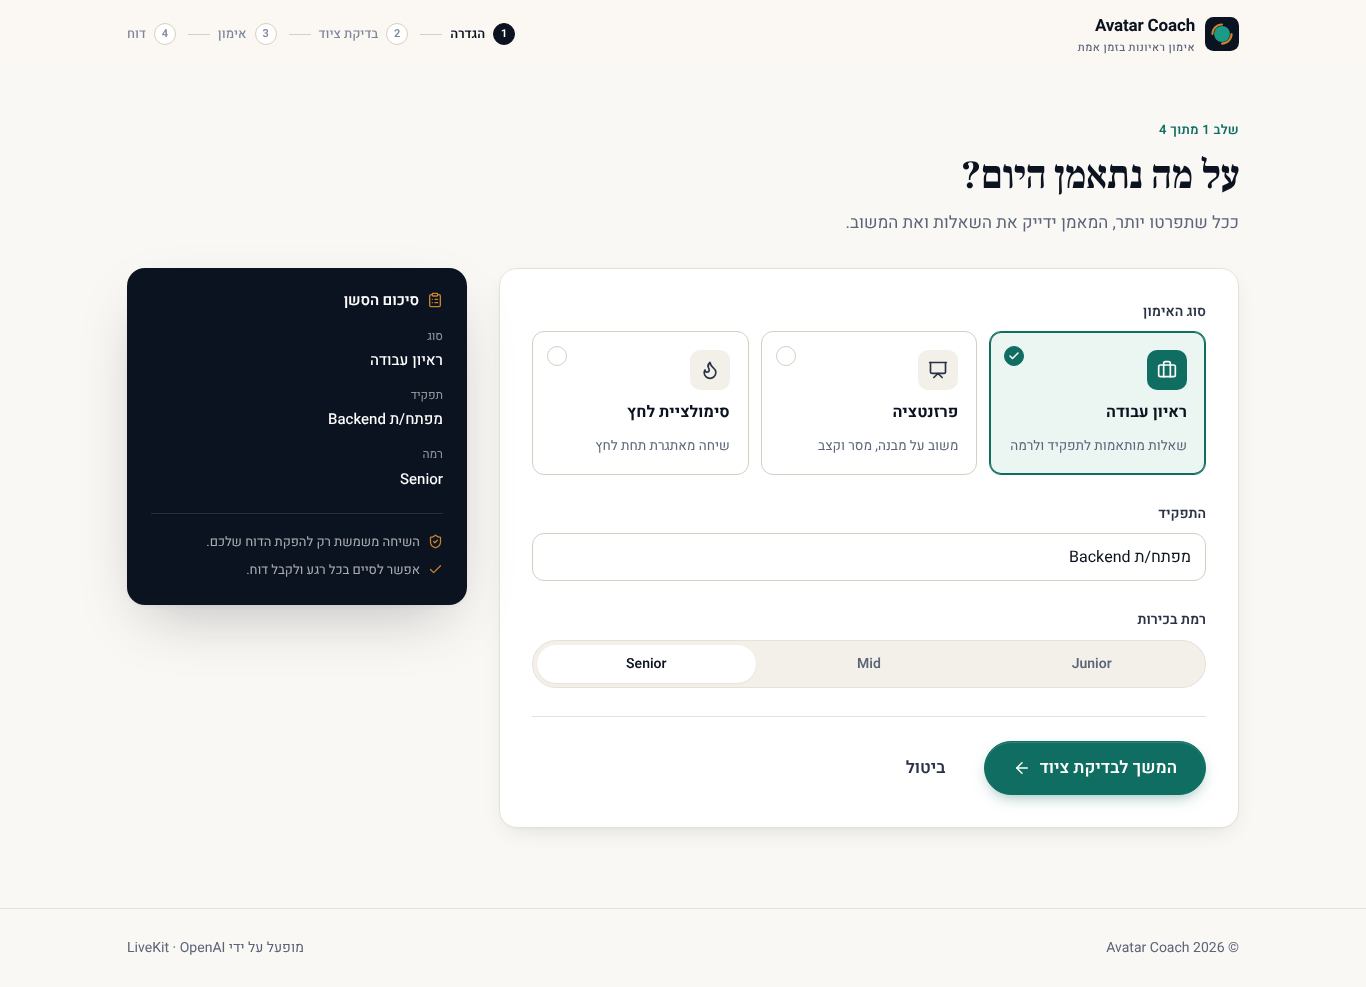 Avatar Coach
אימון ראיונות בזמן אמת
1 הגדרה
2 בדיקת ציוד
3 אימון
4 דוח
שלב 1 מתוך 4
על מה נתאמן היום?
ככל שתפרטו יותר, המאמן ידייק את השאלות ואת המשוב.
סוג האימון
ראיון עבודה
שאלות מותאמות לתפקיד ולרמה
פרזנטציה
משוב על מבנה, מסר וקצב
סימולציית לחץ
שיחה מאתגרת תחת לחץ
התפקיד
מפתח/ת Backend
רמת בכירות
Junior
Mid
Senior
המשך לבדיקת ציוד
ביטול
סיכום הסשן
סוג
ראיון עבודה
תפקיד
מפתח/ת Backend
רמה
Senior
השיחה משמשת רק להפקת הדוח שלכם.
אפשר לסיים בכל רגע ולקבל דוח.
© 2026 Avatar Coach
מופעל על ידי LiveKit · OpenAI